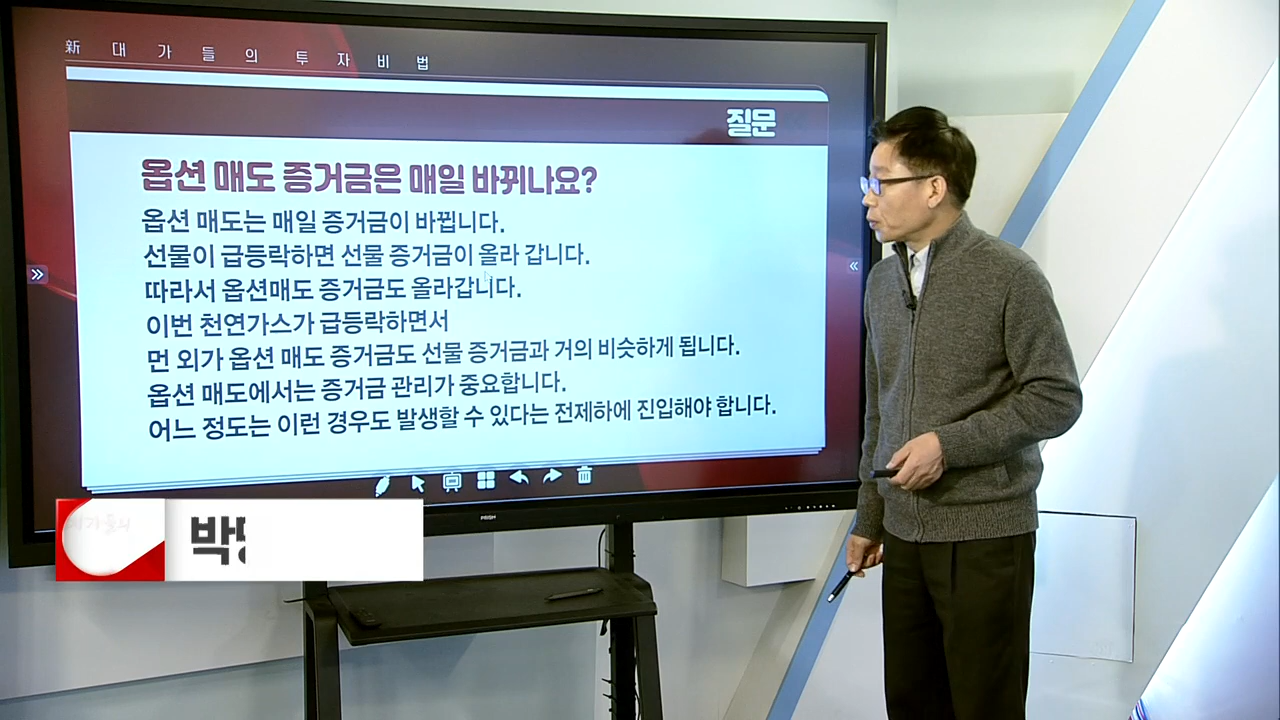 新 대가들의 투자비법
질문
옵션 매도 증거금은 매일 바뀌나요?
옵션 매도는 매일 증거금이 바뀝니다.
선물이 급등락하면 선물 증거금이 올라 갑니다.
따라서 옵션매도 증거금도 올라갑니다.
이번 천연가스가 급등락하면서
먼 외가 옵션 매도 증거금도 선물 증거금과 거의 비슷하게 됩니다.
옵션 매도에서는 증거금 관리가 중요합니다.
어느 정도는 이런 경우도 발생할 수 있다는 전제하에 진입해야 합니다.
PRISM
박